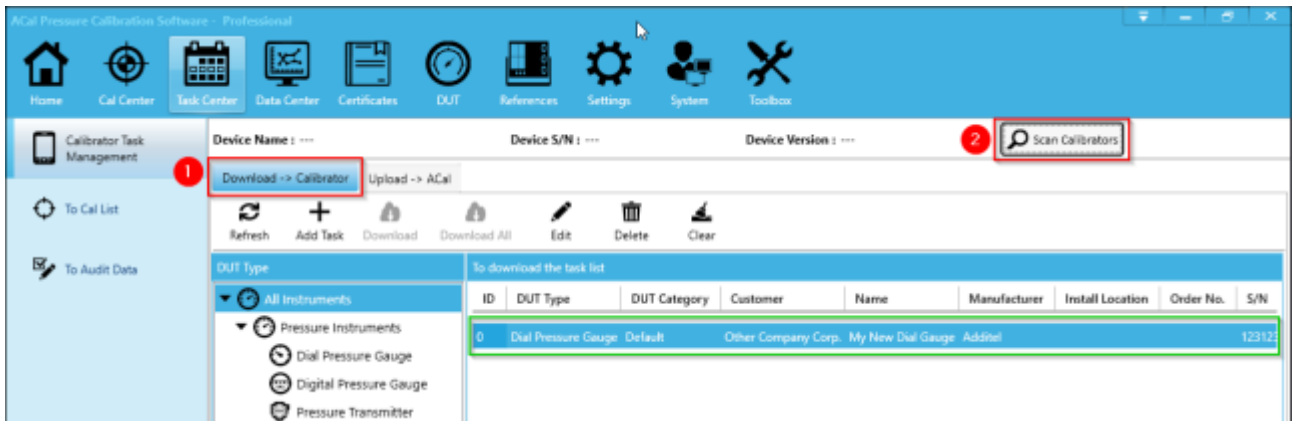 ACal Pressure Calibration Software - Professional
Home Cal Center Task Center Data Center Certificates DUT References Settings System Toolbox
Calibrator Task Management
Device Name : --- Device S/N : --- Device Version : --- 2 Scan Calibrators
1 Download -> Calibrator Upload -> ACal
To Cal List
Refresh Add Task Download Download All Edit Delete Clear
To Audit Data
DUT Type To download the task list
All Instruments ID DUT Type DUT Category Customer Name Manufacturer Install Location Order No. S/N
Pressure Instruments 0 Dial Pressure Gauge Default Other Company Corp. My New Dial Gauge Additel 123123
Dial Pressure Gauge
Digital Pressure Gauge
Pressure Transmitter